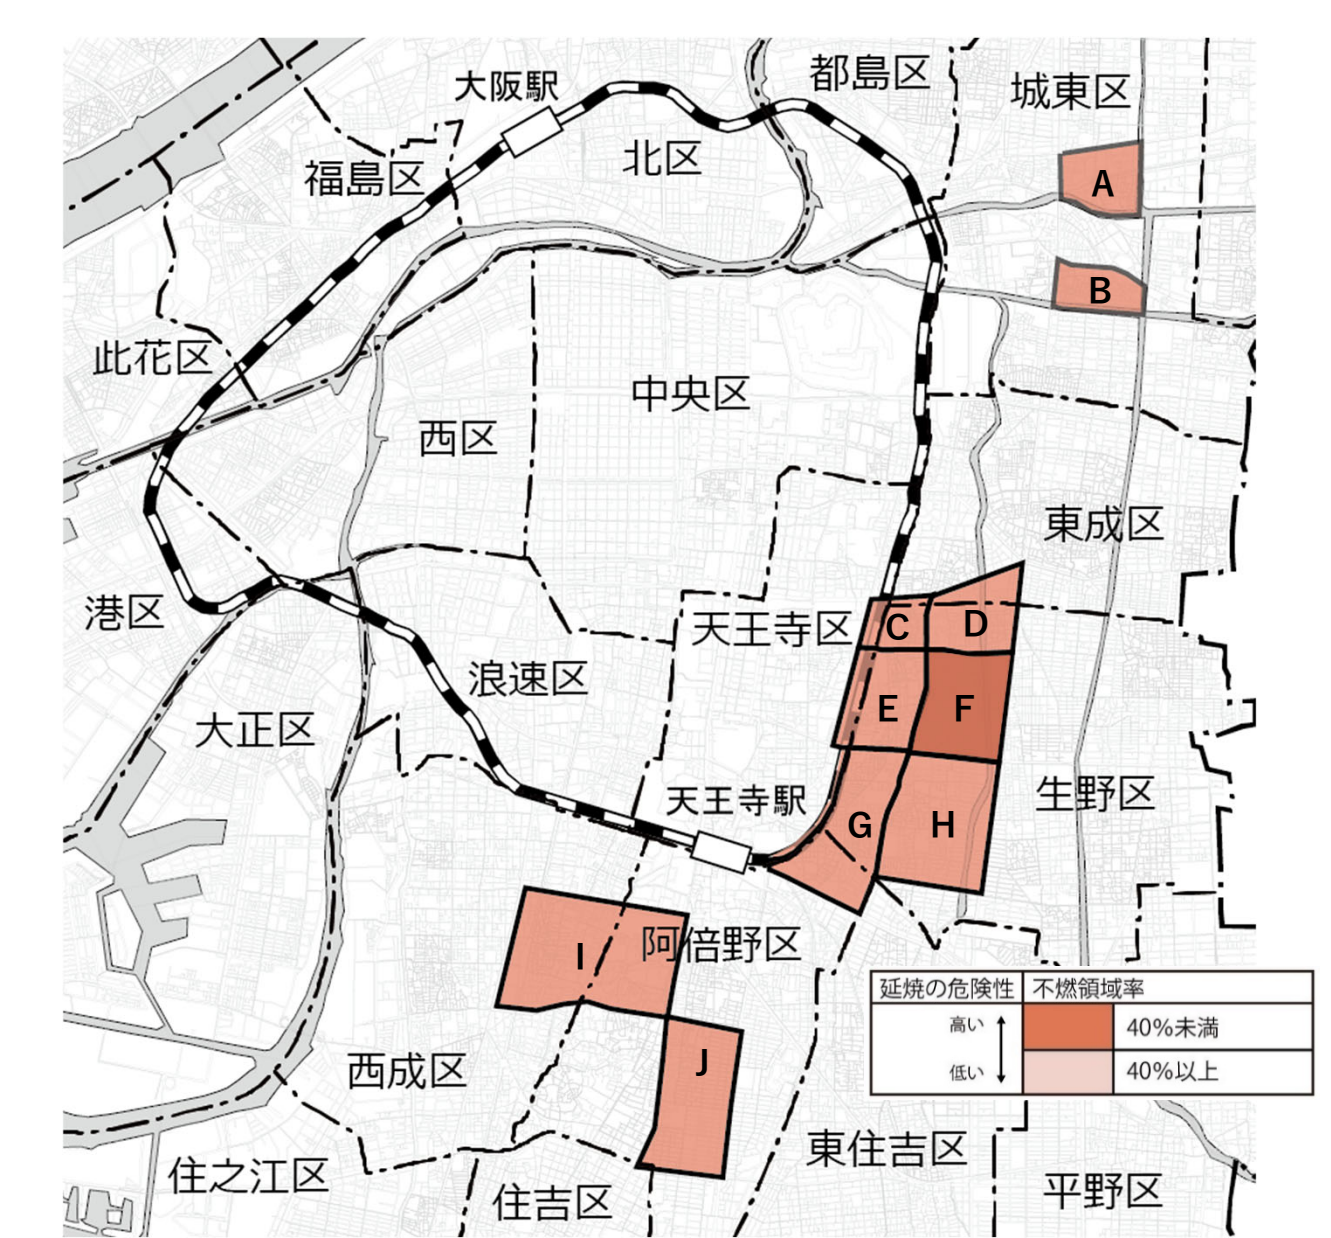 都島区
大阪駅
城東区
北区
福島区
A
B
此花区
中央区
西区
東成区
港区
天王寺区
C
D
浪速区
E
F
大正区
天王寺駅
生野区
G
H
I
阿倍野区
延焼の危険性
不燃領域率
高い
40%未満
低い
40%以上
J
西成区
東住吉区
住之江区
住吉区
平野区